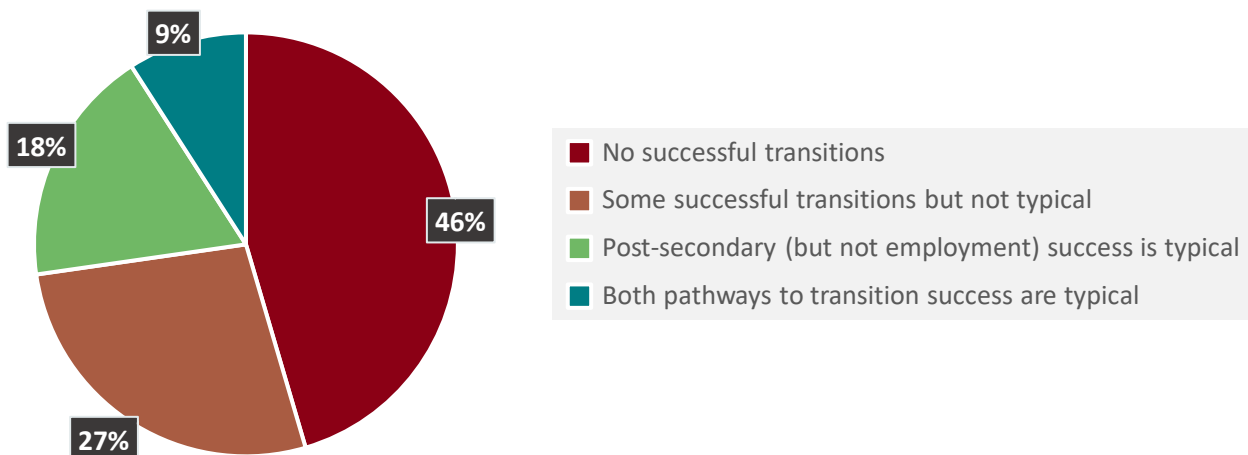 9%
18%
46%
27%
No successful transitions
Some successful transitions but not typical
Post-secondary (but not employment) success is typical
Both pathways to transition success are typical